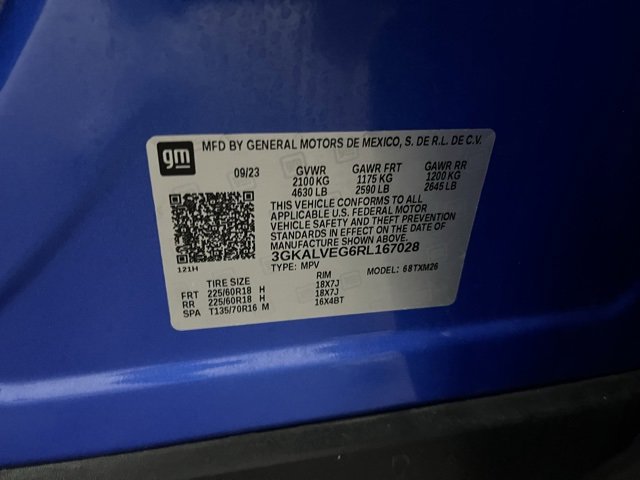 gm MFD BY GENERAL MOTORS DE MEXICO, S. DE R.L. DE C.V.
09/23 GVWR GAWR FRT GAWR RR
2100 KG 1175 KG 1200 KG
4630 LB 2590 LB 2645 LB
THIS VEHICLE CONFORMS TO ALL
APPLICABLE U.S. FEDERAL MOTOR
VEHICLE SAFETY AND THEFT PREVENTION
STANDARDS IN EFFECT ON THE DATE OF
MANUFACTURE SHOWN ABOVE.
3GKALVEG6RL167028
121H TYPE: MPV MODEL: 68TXM26
TIRE SIZE RIM
FRT 225/60R18 H 18X7J
RR 225/60R18 H 18X7J
SPA T135/70R16 M 16X4BT